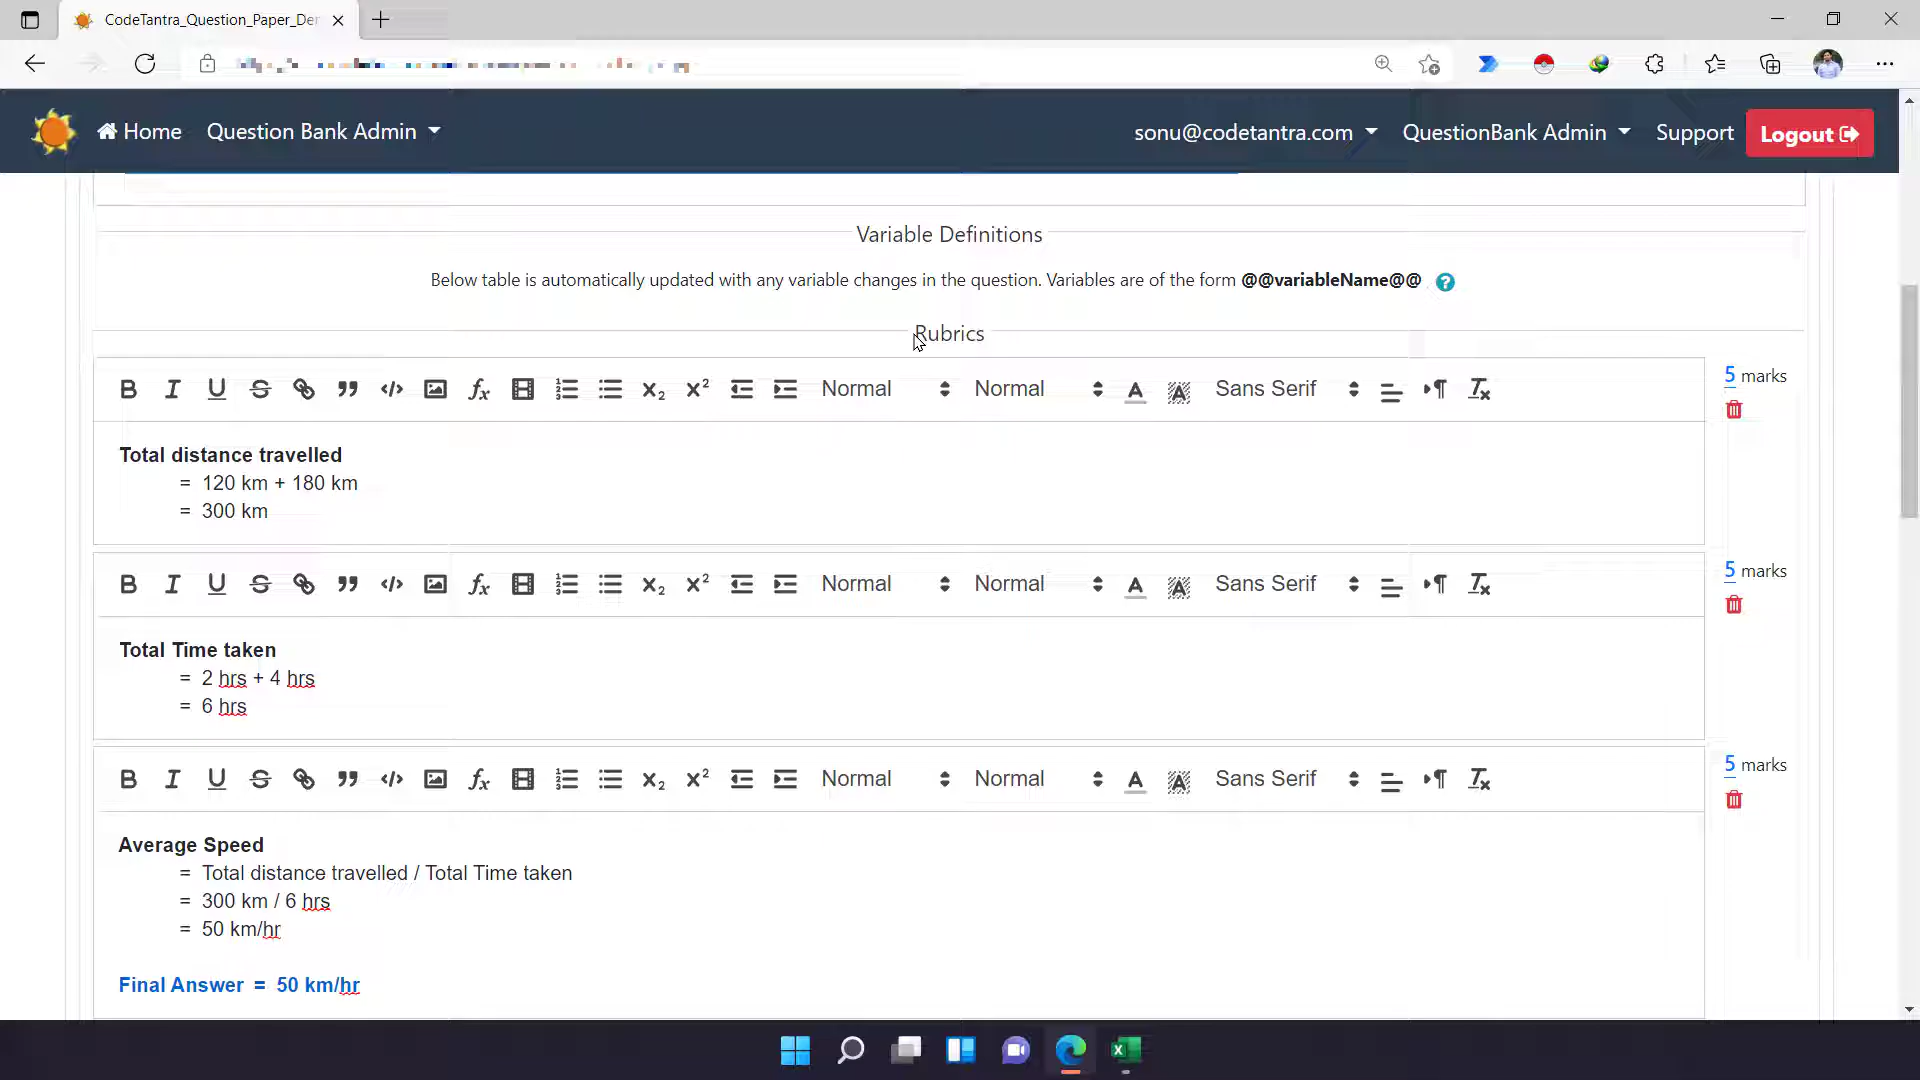 CodeTantra_Question_Paper_Der
Home
Question Bank Admin
sonu@codetantra.com
QuestionBank Admin
Support
Logout
Variable Definitions
Below table is automatically updated with any variable changes in the question. Variables are of the form @@variableName@@
Rubrics
Normal
Normal
Sans Serif
5 marks
Total distance travelled
= 120 km + 180 km
= 300 km
Normal
Normal
Sans Serif
5 marks
Total Time taken
= 2 hrs + 4 hrs
= 6 hrs
Normal
Normal
Sans Serif
5 marks
Average Speed
= Total distance travelled / Total Time taken
= 300 km / 6 hrs
= 50 km/hr
Final Answer = 50 km/hr